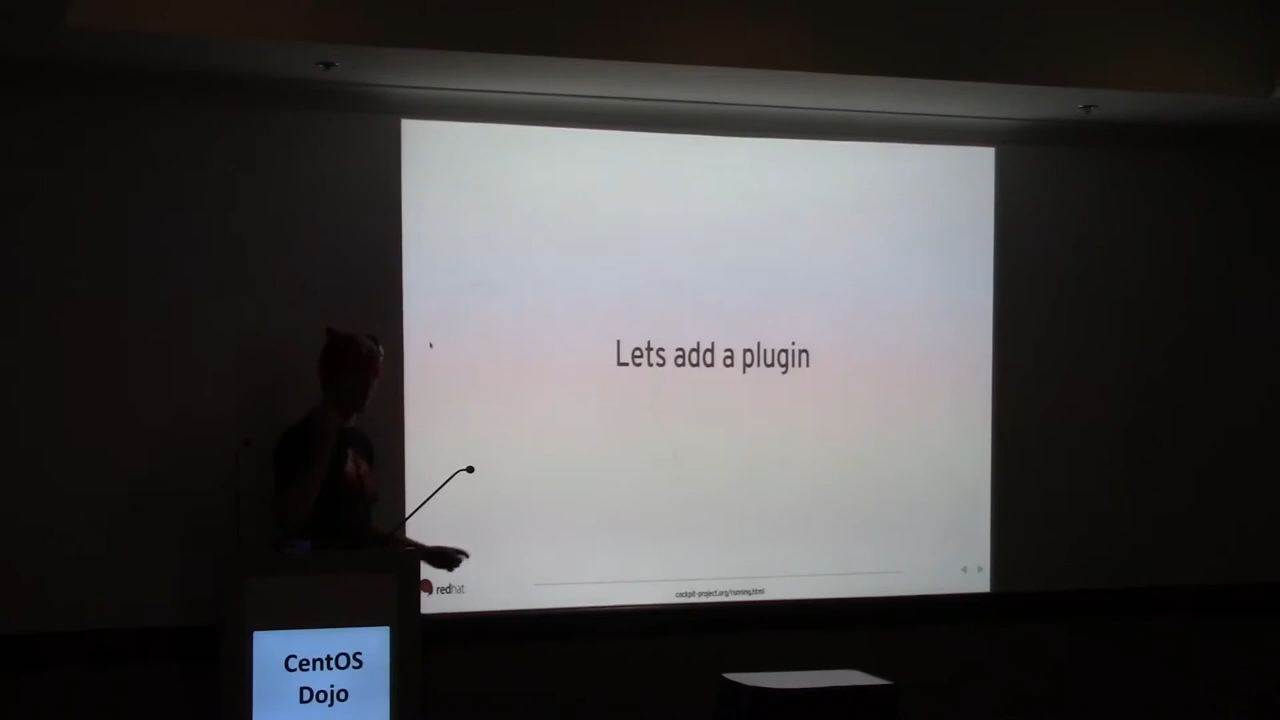 Lets add a plugin
redhat
cockpit-project.org/running.html
CentOS
Dojo